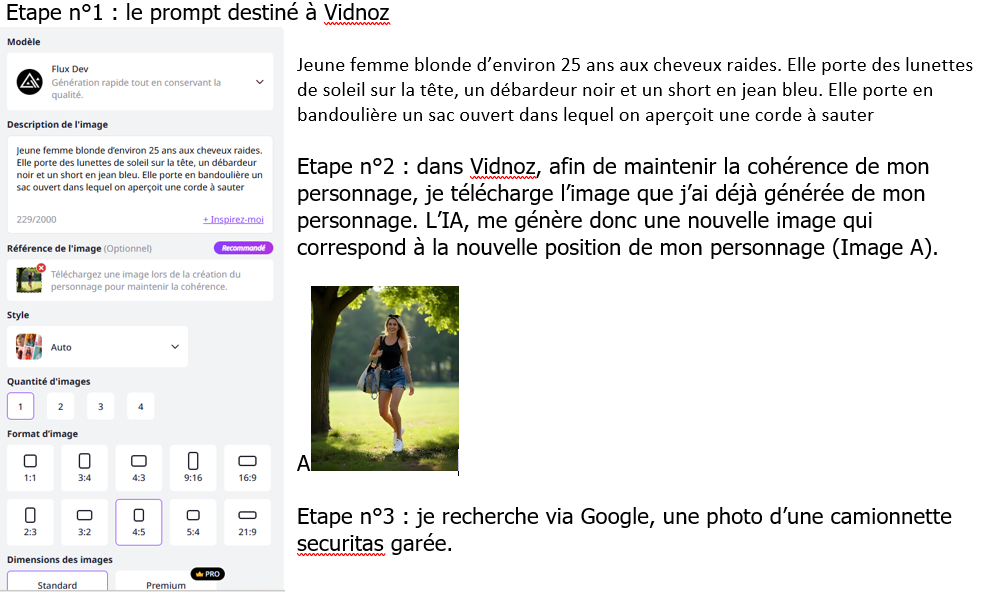 Etape n°1 : le prompt destiné à Vidnoz
Modèle
Flux Dev
Génération rapide tout en conservant la
qualité.
Description de l'image
Jeune femme blonde d'environ 25 ans aux cheveux raides.
Elle porte des lunettes de soleil sur la tête, un débardeur
noir et un short en jean bleu. Elle porte en bandoulière un
sac ouvert dans lequel on aperçoit une corde à sauter
229/2000
+ Inspirez-moi
Référence de l'image (Optionnel)
Recommandé
Téléchargez une image lors de la création du
personnage pour maintenir la cohérence.
Style
Auto
Quantité d'images
1 2 3 4
Format d'image
1:1 3:4 4:3 9:16 16:9
2:3 3:2 4:5 5:4 21:9
Dimensions des images
PRO
Standard Premium
Jeune femme blonde d’environ 25 ans aux cheveux raides. Elle porte des lunettes
de soleil sur la tête, un débardeur noir et un short en jean bleu. Elle porte en
bandoulière un sac ouvert dans lequel on aperçoit une corde à sauter
Etape n°2 : dans Vidnoz, afin de maintenir la cohérence de mon
personnage, je télécharge l’image que j’ai déjà générée de mon
personnage. L’IA, me génère donc une nouvelle image qui
correspond à la nouvelle position de mon personnage (Image A).
A
Etape n°3 : je recherche via Google, une photo d’une camionnette
securitas garée.